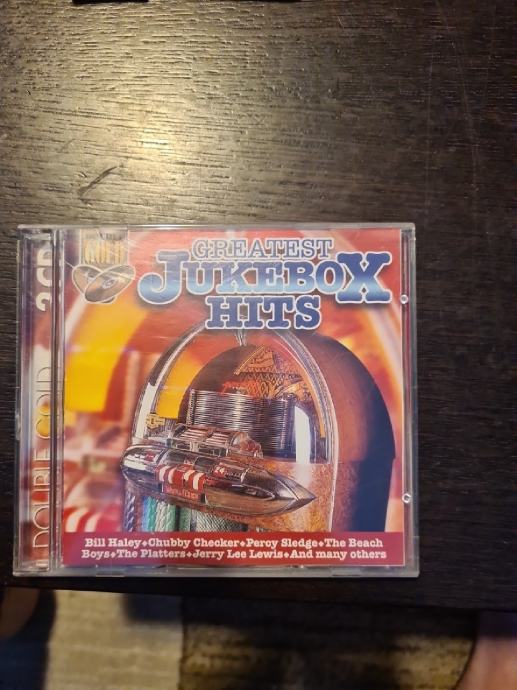 GOLD
GREATEST
JUKEBOX
HITS
2 CD
DOUBLE GOLD
Bill Haley♦Chubby Checker♦Percy Sledge♦The Beach
Boys♦The Platters♦Jerry Lee Lewis♦And many others